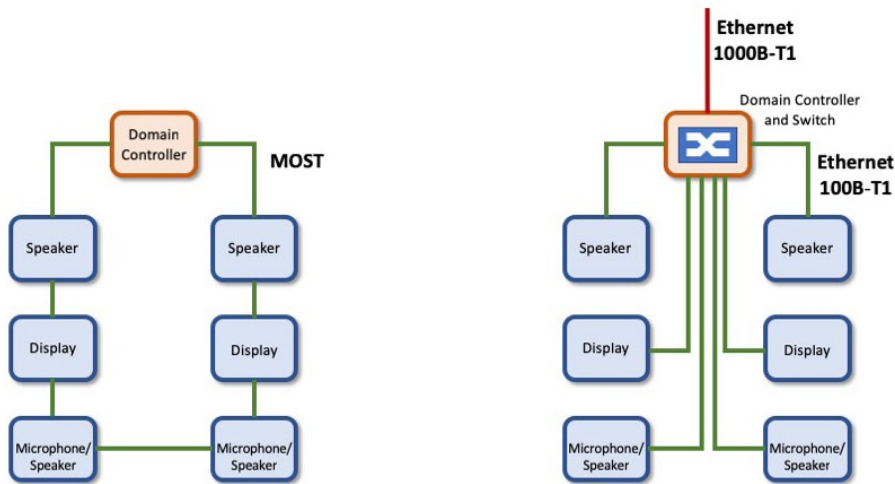 Domain
Controller
MOST
Speaker
Speaker
Display
Display
Microphone/
Speaker
Microphone/
Speaker
Ethernet
1000B-T1
Domain Controller
and Switch
Ethernet
100B-T1
Speaker
Speaker
Display
Display
Microphone/
Speaker
Microphone/
Speaker